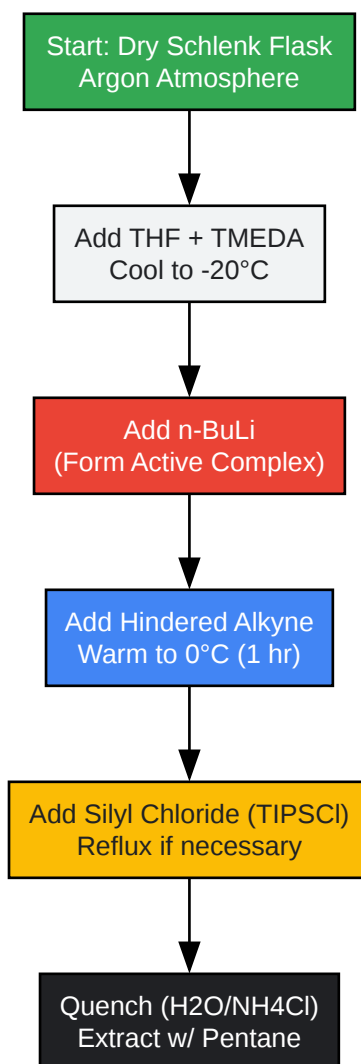 Start: Dry Schlenk Flask
Argon Atmosphere
Add THF + TMEDA
Cool to -20°C
Add n-BuLi
(Form Active Complex)
Add Hindered Alkyne
Warm to 0°C (1 hr)
Add Silyl Chloride (TIPSCl)
Reflux if necessary
Quench (H2O/NH4Cl)
Extract w/ Pentane